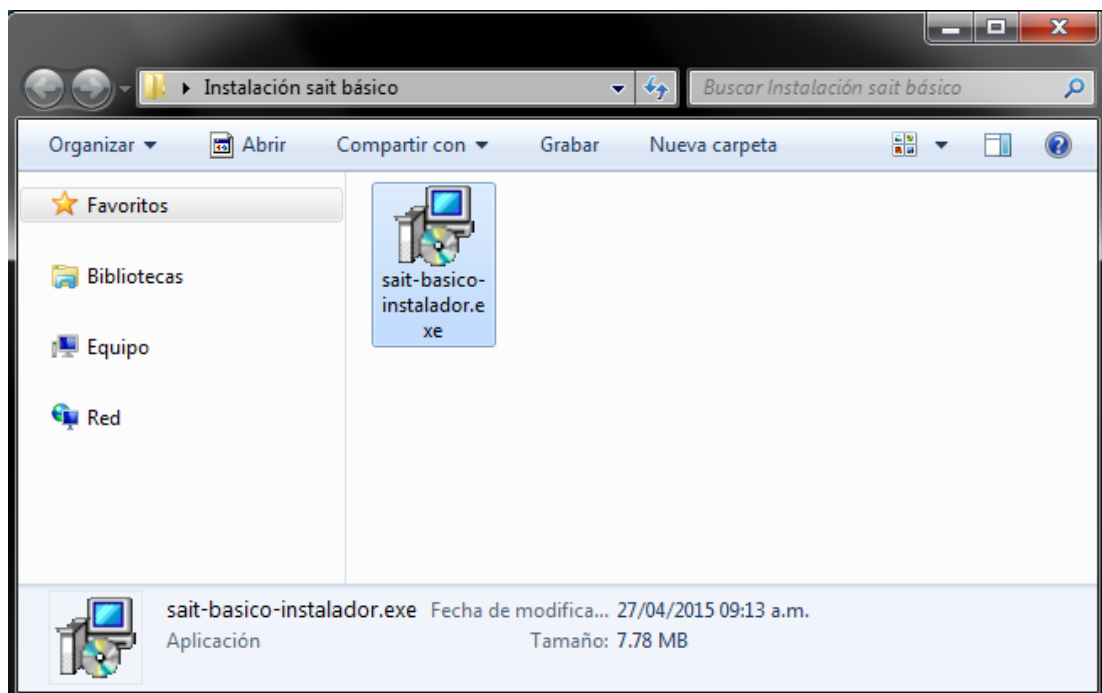 Instalación sait básico
Buscar Instalación sait básico
Organizar
Abrir
Compartir con
Grabar
Nueva carpeta
Favoritos
Bibliotecas
Equipo
Red
sait-basico-
instalador.e
xe
sait-basico-instalador.exe Fecha de modifica... 27/04/2015 09:13 a.m.
Aplicación Tamaño: 7.78 MB